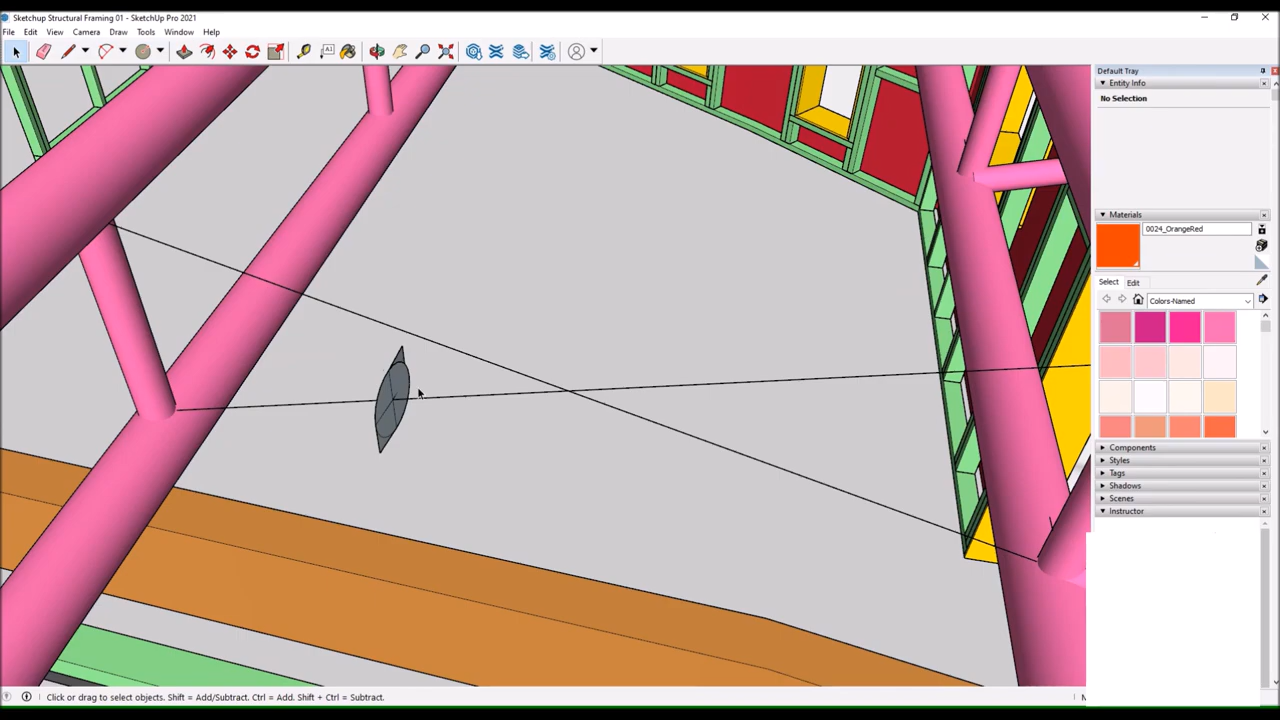 Sketchup Structural Framing 01 - SketchUp Pro 2021
File Edit View Camera Draw Tools Window Help
A1
Default Tray
Entity Info
No Selection
Materials
0024_OrangeRed
Select Edit
Colors-Named
Components
Styles
Tags
Shadows
Scenes
Instructor
Click or drag to select objects. Shift = Add/Subtract. Ctrl = Add. Shift + Ctrl = Subtract.